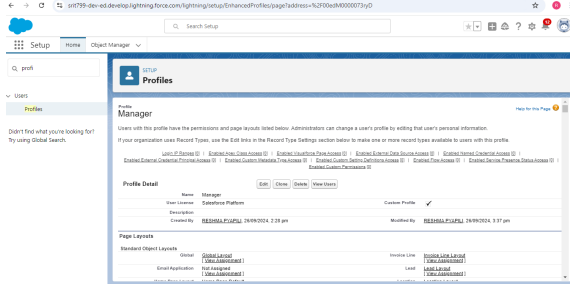 srit799-dev-ed.develop.lightning.force.com/lightning/setup/EnhancedProfiles/page?address=%2F00edM0000073ryD
R
Search Setup
Setup Home Object Manager
profi
Users
Profiles
Didn't find what you're looking for?
Try using Global Search.
SETUP
Profiles
Profile
Manager
Help for this Page
Users with this profile have the permissions and page layouts listed below. Administrators can change a user's profile by editing that user's personal information.
If your organization uses Record Types, use the Edit links in the Record Type Settings section below to make one or more record types available to users with this profile.
Login IP Ranges [0] | Enabled Apex Class Access [0] | Enabled Visualforce Page Access [0] | Enabled External Data Source Access [0] | Enabled Named Credential Access [0] |
Enabled External Credential Principal Access [0] | Enabled Custom Metadata Type Access [0] | Enabled Custom Setting Definitions Access [0] | Enabled Flow Access [0] | Enabled Service Presence Status Access [0] |
Enabled Custom Permissions [0]
Profile Detail Edit Clone Delete View Users
Name Manager
User License Salesforce Platform Custom Profile ✓
Description
Created By RESHMA PYAPILI, 26/09/2024, 2:28 pm Modified By RESHMA PYAPILI, 26/09/2024, 3:37 pm
Page Layouts
Standard Object Layouts
Global Global Layout Invoice Line Invoice Line Layout
[ View Assignment ] [ View Assignment ]
Email Application Not Assigned Lead Lead Layout
[ View Assignment ] [ View Assignment ]
Home Page Layout Home Page Default Location Location Layout